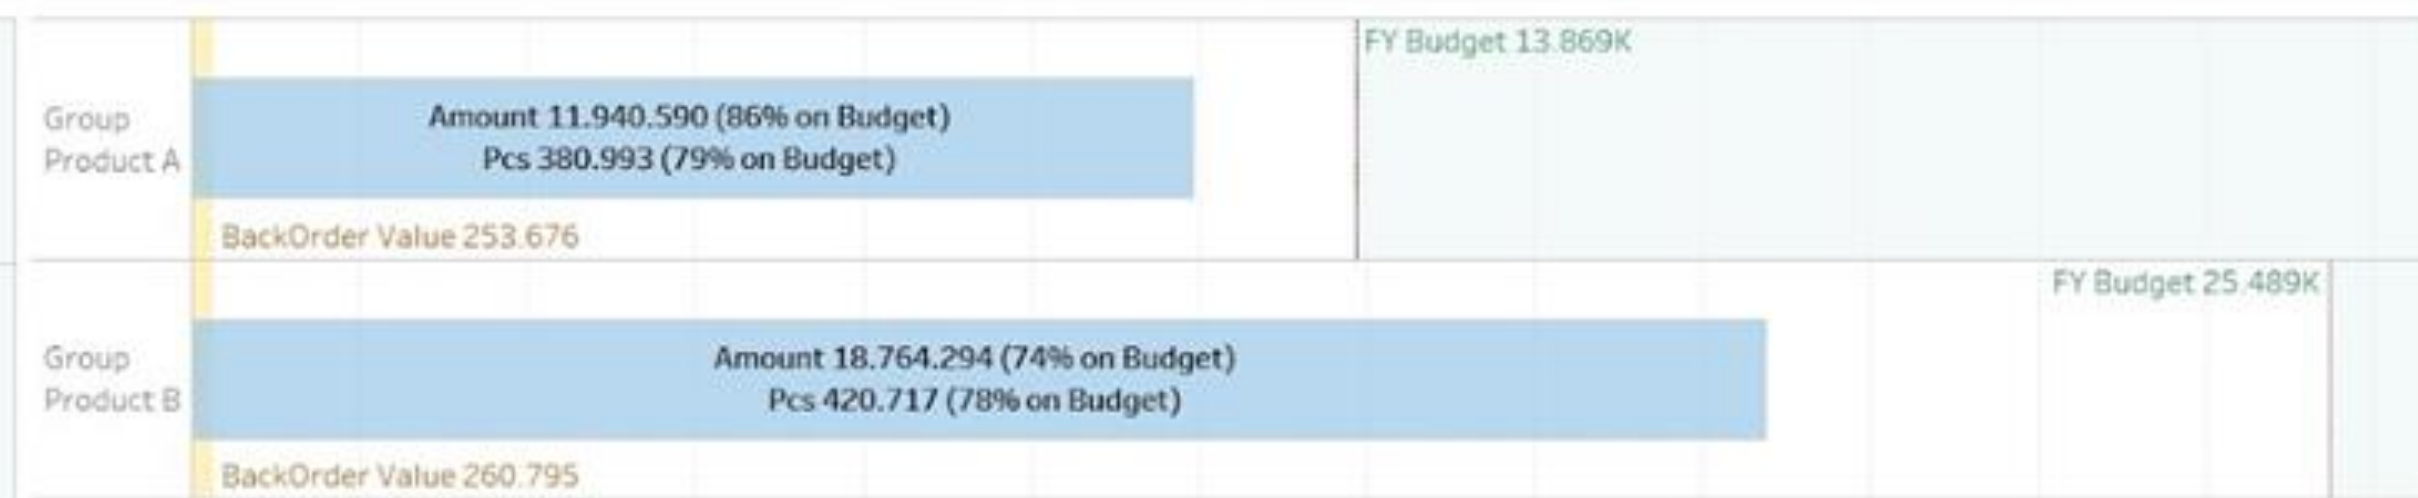 FY Budget 13.869K
Group
Product A
Amount 11.940.590 (86% on Budget)
Pcs 380.993 (79% on Budget)
BackOrder Value 253.676
FY Budget 25.489K
Group
Product B
Amount 18.764.294 (74% on Budget)
Pcs 420.717 (78% on Budget)
BackOrder Value 260.795